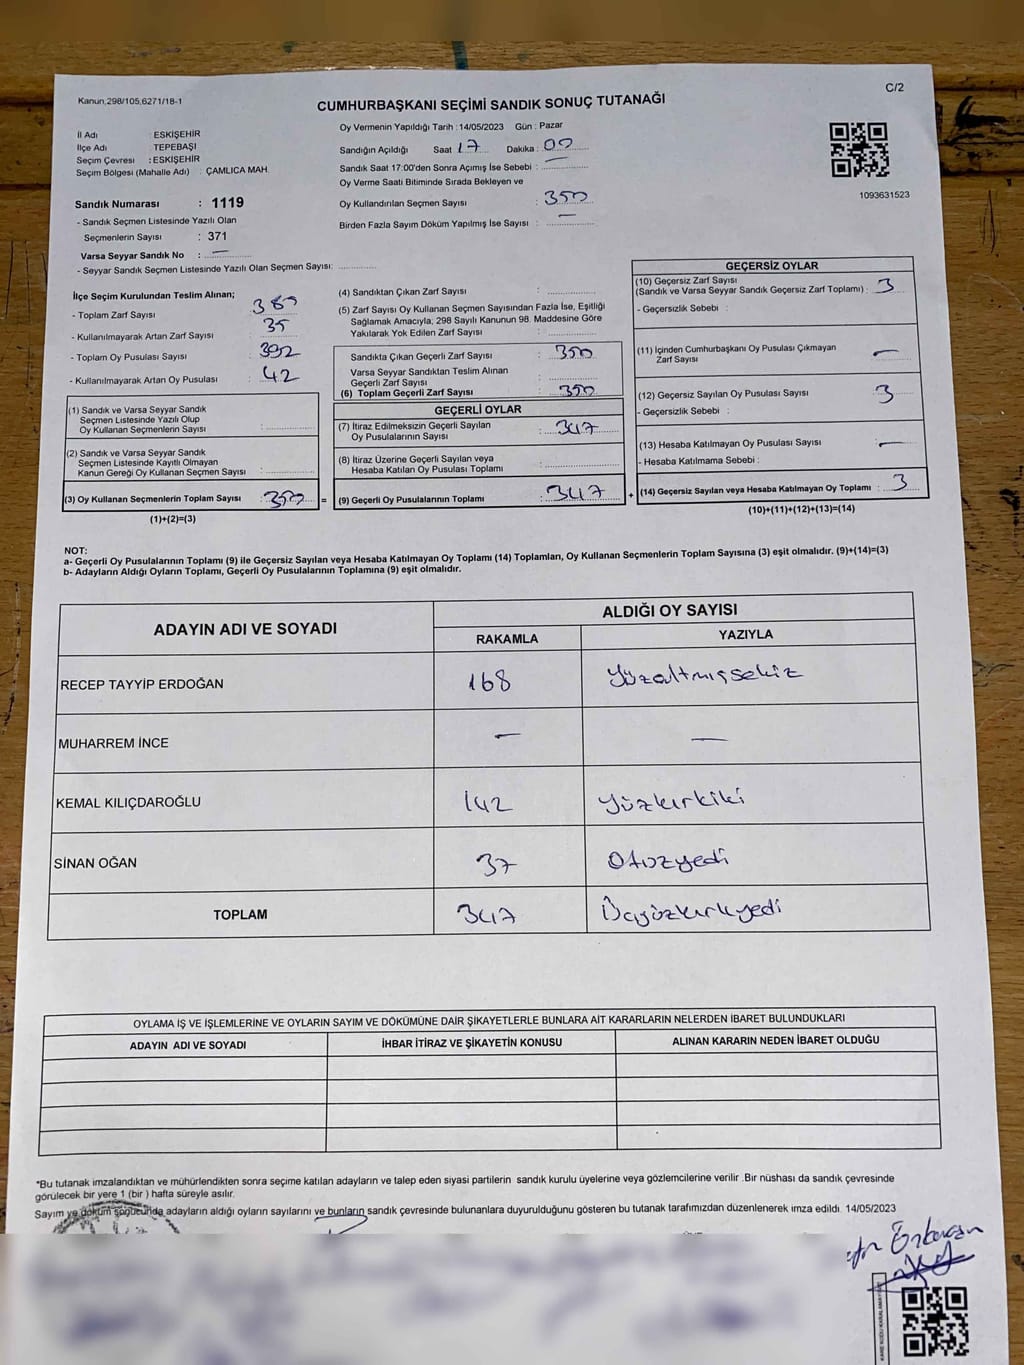 Kanun,298/105,6271/18-1
C/2
CUMHURBAŞKANI SEÇİMİ SANDIK SONUÇ TUTANAĞI
İl Adı : ESKİŞEHİR
İlçe Adı TEPEBAŞI
Seçim Çevresi : ESKİŞEHİR
Seçim Bölgesi (Mahalle Adı) : ÇAMLICA MAH.
Sandık Numarası : 1119
- Sandık Seçmen Listesinde Yazılı Olan
Seçmenlerin Sayısı : 371
Varsa Seyyar Sandık No : —
- Seyyar Sandık Seçmen Listesinde Yazılı Olan Seçmen Sayısı:
Oy Vermenin Yapıldığı Tarih : 14/05/2023 Gün : Pazar
Sandığın Açıldığı Saat 17 Dakika : 00
Sandık Saat 17:00'den Sonra Açımış İse Sebebi : —
Oy Verme Saati Bitiminde Sırada Bekleyen ve
Oy Kullandırılan Seçmen Sayısı : 350
Birden Fazla Sayım Döküm Yapılmış İse Sayısı : —
1093631523
İlçe Seçim Kurulundan Teslim Alınan;
- Toplam Zarf Sayısı
- Kullanılmayarak Artan Zarf Sayısı 35
- Toplam Oy Pusulası Sayısı : 392
- Kullanılmayarak Artan Oy Pusulası : 42
(1) Sandık ve Varsa Seyyar Sandık
Seçmen Listesinde Yazılı Olup
Oy Kullanan Seçmenlerin Sayısı :
(2) Sandık ve Varsa Seyyar Sandık
Seçmen Listesinde Kayıtlı Olmayan
Kanun Gereği Oy Kullanan Seçmen Sayısı :
(3) Oy Kullanan Seçmenlerin Toplam Sayısı : 350 =
(1)+(2)=(3)
(4) Sandıktan Çıkan Zarf Sayısı :
(5) Zarf Sayısı Oy Kullanan Seçmen Sayısından Fazla İse, Eşitliği
Sağlamak Amacıyla; 298 Sayılı Kanunun 98. Maddesine Göre
Yakılarak Yok Edilen Zarf Sayısı :
Sandıkta Çıkan Geçerli Zarf Sayısı : 350
Varsa Seyyar Sandıktan Teslim Alınan
Geçerli Zarf Sayısı :
(6) Toplam Geçerli Zarf Sayısı : 350
GEÇERLİ OYLAR
(7) İtiraz Edilmeksizin Geçerli Sayılan
Oy Pusulalarının Sayısı : 347
(8) İtiraz Üzerine Geçerli Sayılan veya
Hesaba Katılan Oy Pusulası Toplamı :
(9) Geçerli Oy Pusulalarının Toplamı : 347 +
GEÇERSİZ OYLAR
(10) Geçersiz Zarf Sayısı
(Sandık ve Varsa Seyyar Sandık Geçersiz Zarf Toplamı) : 3
- Geçersizlik Sebebi :
(11) İçinden Cumhurbaşkanı Oy Pusulası Çıkmayan
Zarf Sayısı : —
(12) Geçersiz Sayılan Oy Pusulası Sayısı : 3
- Geçersizlik Sebebi :
(13) Hesaba Katılmayan Oy Pusulası Sayısı : —
- Hesaba Katılmama Sebebi :
(14) Geçersiz Sayılan veya Hesaba Katılmayan Oy Toplamı : 3
(10)+(11)+(12)+(13)=(14)
NOT:
a- Geçerli Oy Pusulalarının Toplamı (9) ile Geçersiz Sayılan veya Hesaba Katılmayan Oy Toplamı (14) Toplamları, Oy Kullanan Seçmenlerin Toplam Sayısına (3) eşit olmalıdır. (9)+(14)=(3)
b- Adayların Aldığı Oyların Toplamı, Geçerli Oy Pusulalarının Toplamına (9) eşit olmalıdır.
ADAYIN ADI VE SOYADI
ALDIĞI OY SAYISI
RAKAMLA YAZIYLA
RECEP TAYYİP ERDOĞAN 168 Yüzaltmışsekiz
MUHARREM İNCE — —
KEMAL KILIÇDAROĞLU 142 Yüzkırkiki
SİNAN OĞAN 37 Otuzyedi
TOPLAM 347 Üçyüzkırkyedi
OYLAMA İŞ VE İŞLEMLERİNE VE OYLARIN SAYIM VE DÖKÜMÜNE DAİR ŞİKAYETLERLE BUNLARA AİT KARARLARIN NELERDEN İBARET BULUNDUKLARI
ADAYIN ADI VE SOYADI İHBAR İTİRAZ VE ŞİKAYETİN KONUSU ALINAN KARARIN NEDEN İBARET OLDUĞU
*Bu tutanak imzalandıktan ve mühürlendikten sonra seçime katılan adayların ve talep eden siyasi partilerin sandık kurulu üyelerine veya gözlemcilerine verilir .Bir nüshası da sandık çevresinde
görülecek bir yere 1 (bir ) hafta süreyle asılır.
Sayım ve döküm sonucunda adayların aldığı oyların sayılarını ve bunların sandık çevresinde bulunanlara duyurulduğunu gösteren bu tutanak tarafımızdan düzenlenerek imza edildi. 14/05/2023